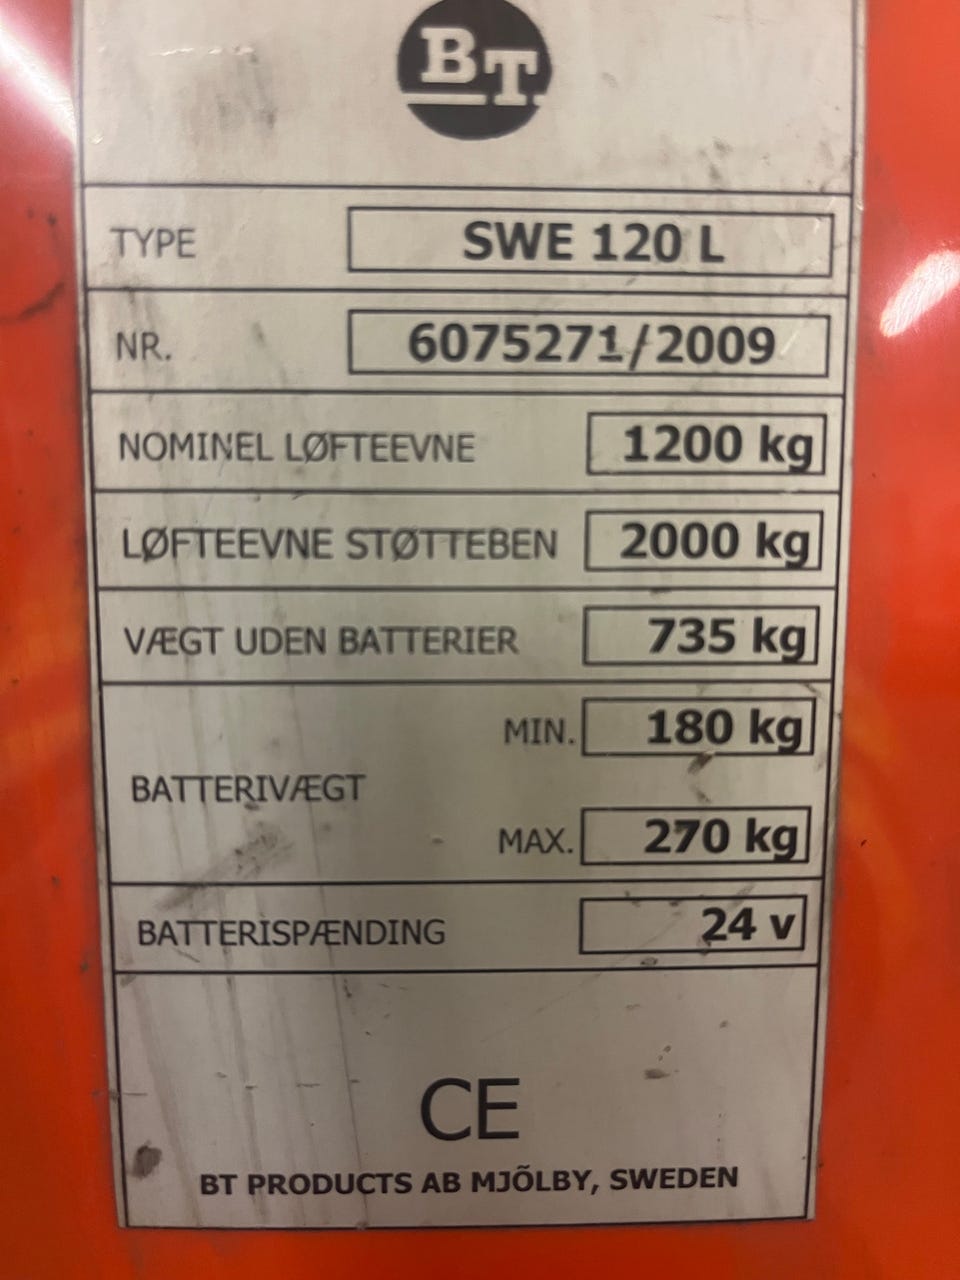 BT
TYPE SWE 120 L
NR. 6075271/2009
NOMINEL LØFTEEVNE 1200 kg
LØFTEEVNE STØTTEBEN 2000 kg
VÆGT UDEN BATTERIER 735 kg
MIN. 180 kg
BATTERIVÆGT
MAX. 270 kg
BATTERISPÆNDING 24 v
CE
BT PRODUCTS AB MJÕLBY, SWEDEN